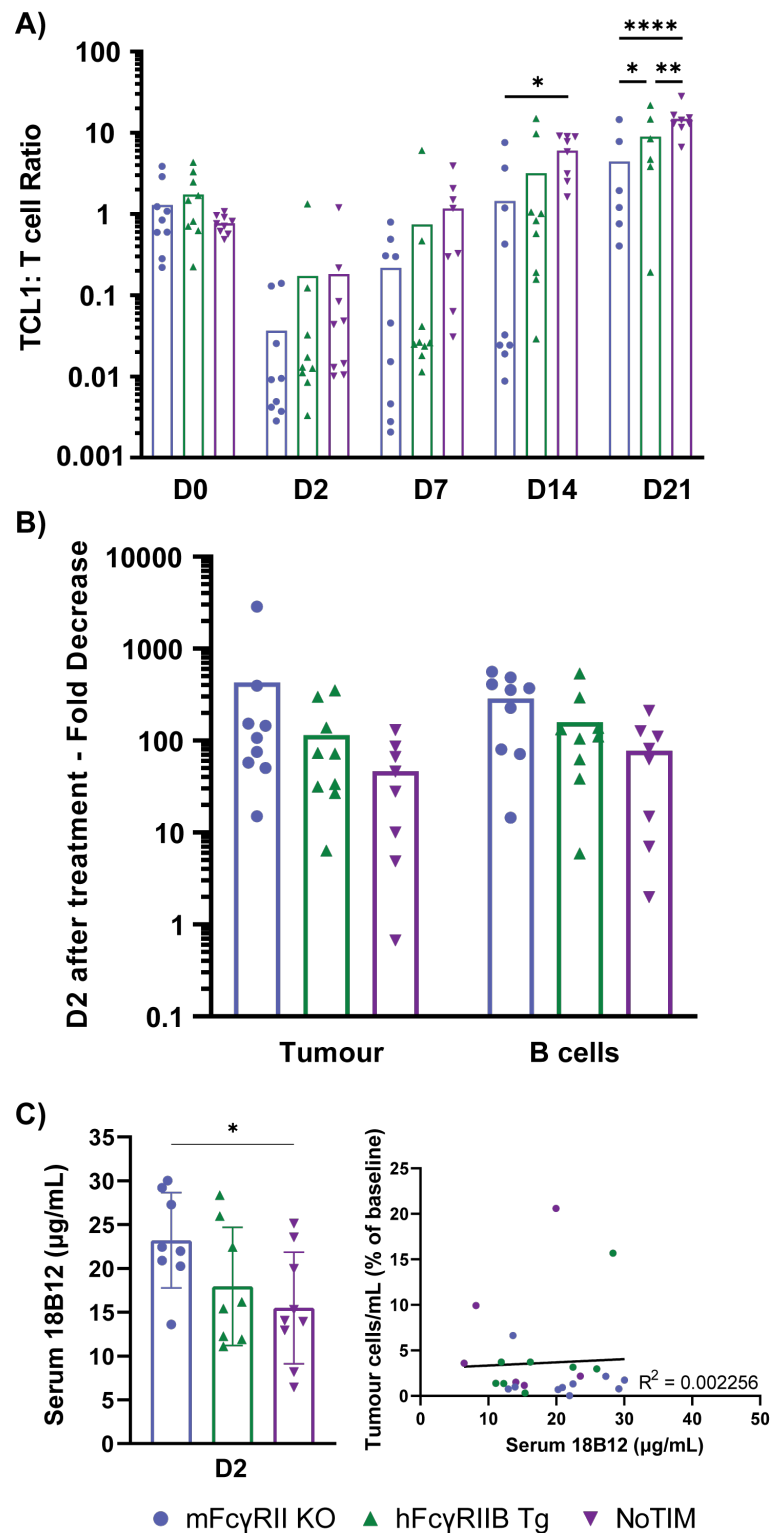 A)
TCL1: T cell Ratio
100
10
1
0.1
0.01
0.001
*
****
*
**
D0
D2
D7
D14
D21
B)
D2 after treatment - Fold Decrease
10000
1000
100
10
1
0.1
Tumour
B cells
C)
Serum 18B12 (µg/mL)
35
30
25
20
15
10
5
0
*
D2
Tumour cells/mL (% of baseline)
25
20
15
10
5
0
R² = 0.002256
0
10
20
30
40
50
Serum 18B12 (µg/mL)
mFcγRII KO
hFcγRIIB Tg
NoTIM